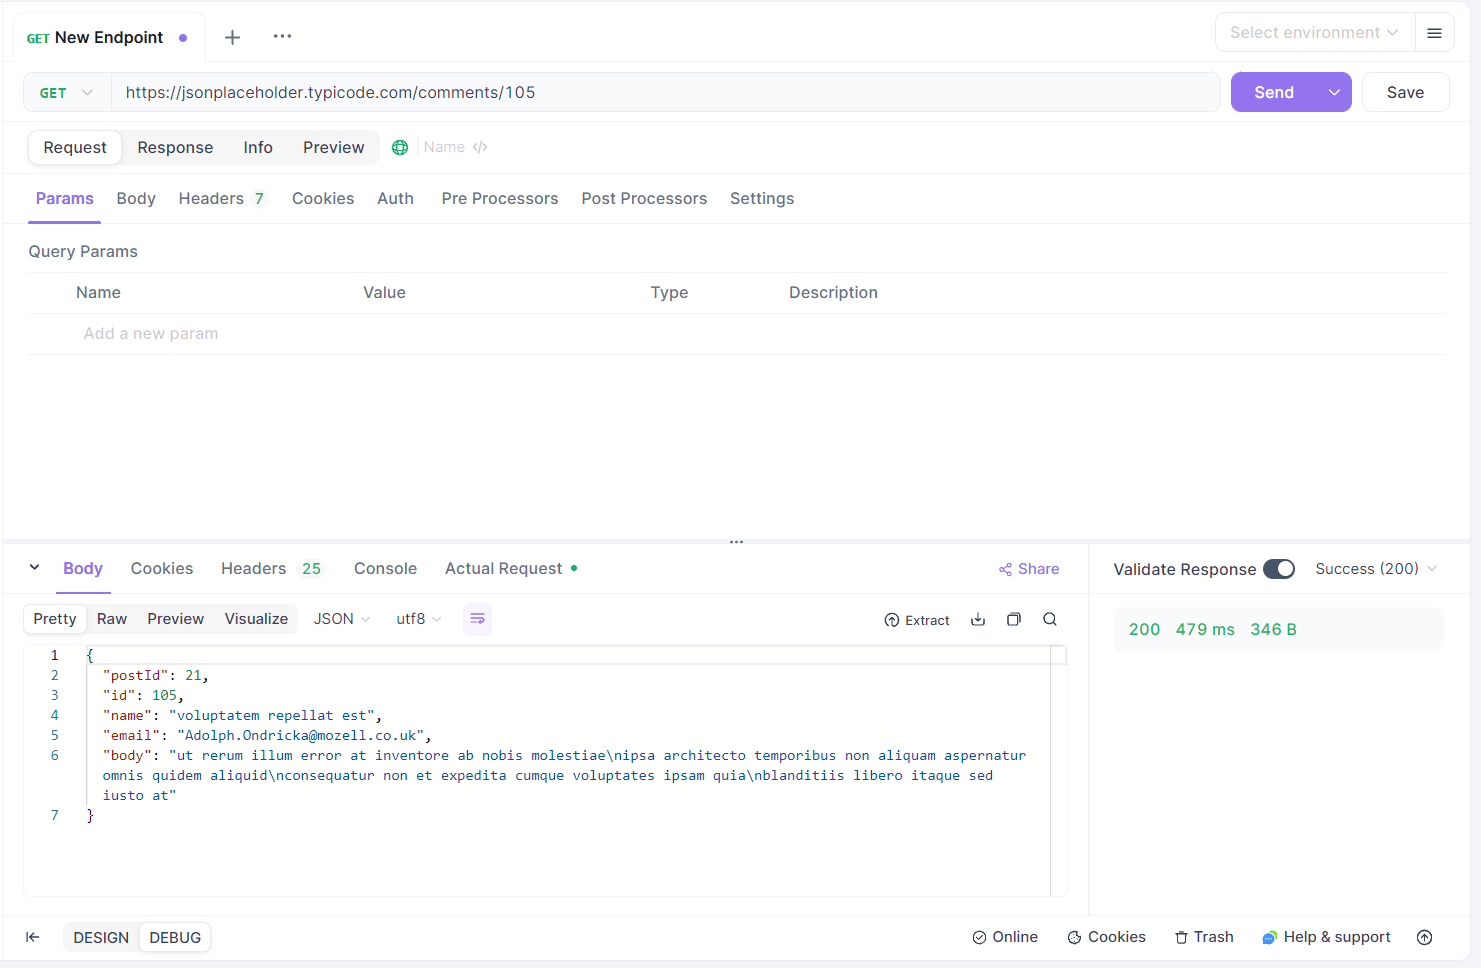 GET New Endpoint
Select environment
GET https://jsonplaceholder.typicode.com/comments/105 Send Save
Request Response Info Preview Name </>
Params Body Headers 7 Cookies Auth Pre Processors Post Processors Settings
Query Params
Name Value Type Description
Add a new param
Body Cookies Headers 25 Console Actual Request Share
Validate Response Success (200)
Pretty Raw Preview Visualize JSON utf8 Extract
200 479 ms 346 B
1 {
2 "postId": 21,
3 "id": 105,
4 "name": "voluptatem repellat est",
5 "email": "Adolph.Ondricka@mozell.co.uk",
6 "body": "ut rerum illum error at inventore ab nobis molestiae\nipsa architecto temporibus non aliquam aspernatur
omnis quidem aliquid\nconsequatur non et expedita cumque voluptates ipsam quia\nblanditiis libero itaque sed
iusto at"
7 }
DESIGN DEBUG Online Cookies Trash Help & support